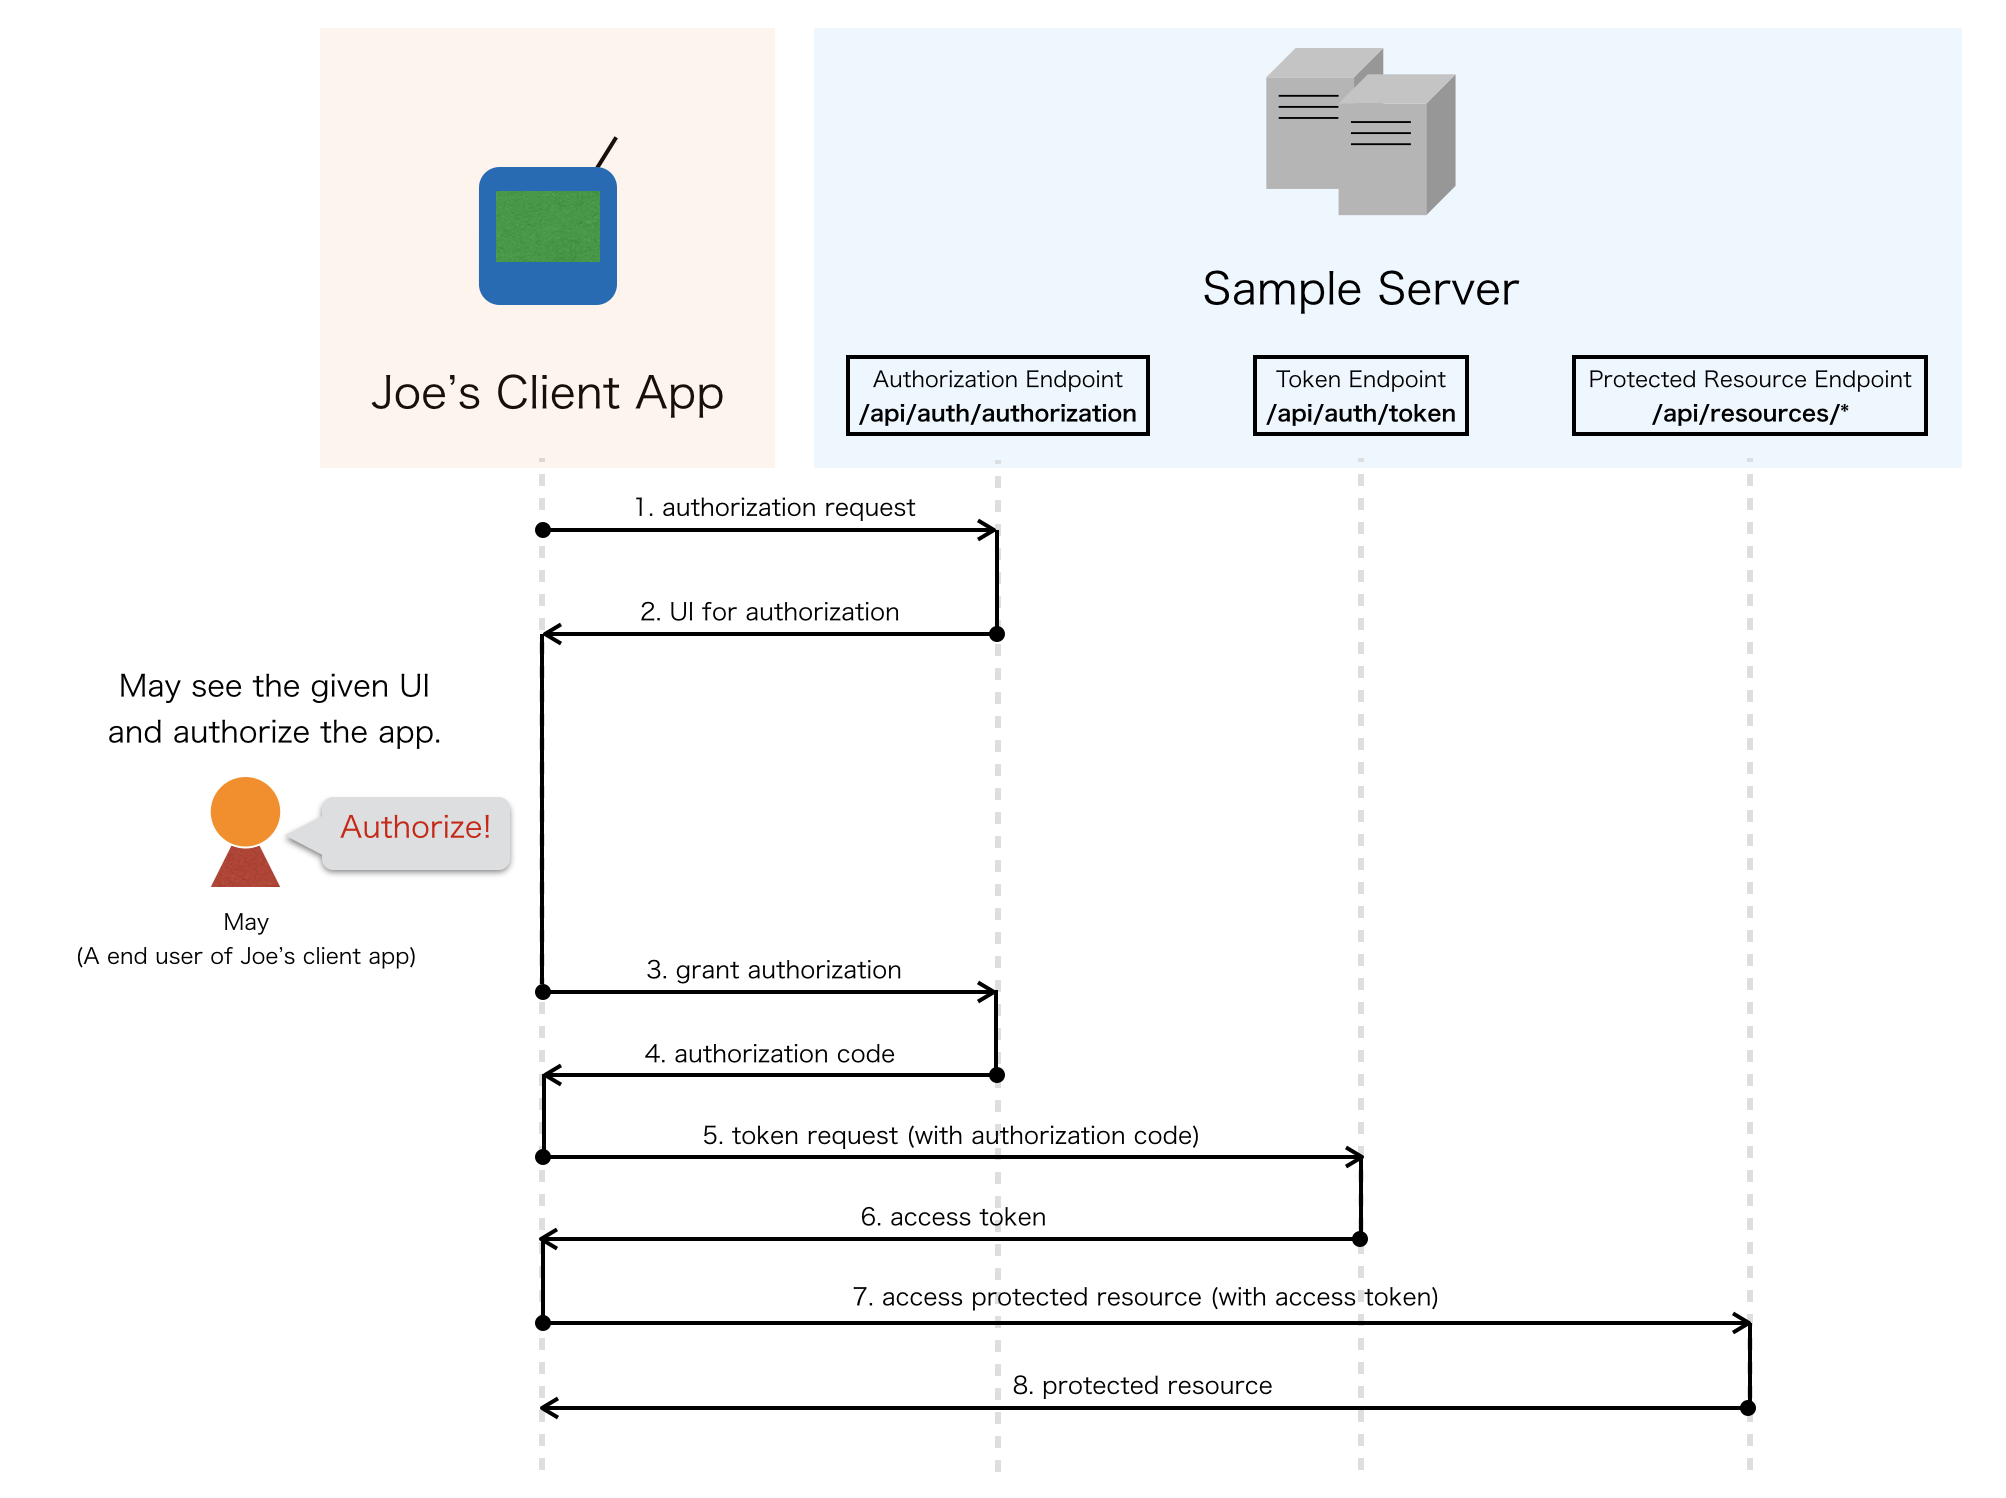 Sample Server
Joe’s Client App
Authorization Endpoint
/api/auth/authorization
Token Endpoint
/api/auth/token
Protected Resource Endpoint
/api/resources/*
1. authorization request
2. UI for authorization
May see the given UI
and authorize the app.
Authorize!
May
(A end user of Joe’s client app)
3. grant authorization
4. authorization code
5. token request (with authorization code)
6. access token
7. access protected resource (with access token)
8. protected resource